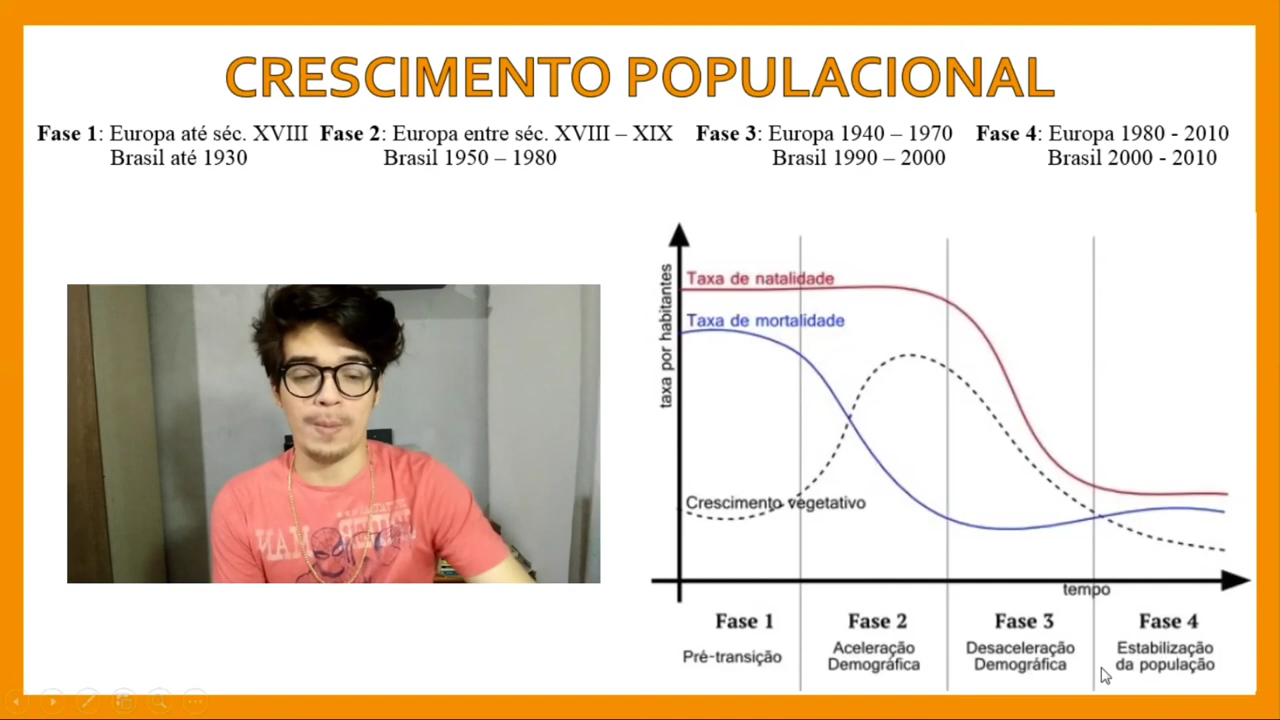 CRESCIMENTO POPULACIONAL
Fase 1: Europa até séc. XVIII
Brasil até 1930
Fase 2: Europa entre séc. XVIII – XIX
Brasil 1950 – 1980
Fase 3: Europa 1940 – 1970
Brasil 1990 – 2000
Fase 4: Europa 1980 - 2010
Brasil 2000 - 2010
taxa por habitantes
Taxa de natalidade
Taxa de mortalidade
Crescimento vegetativo
tempo
Fase 1
Pré-transição
Fase 2
Aceleração
Demográfica
Fase 3
Desaceleração
Demográfica
Fase 4
Estabilização
da população